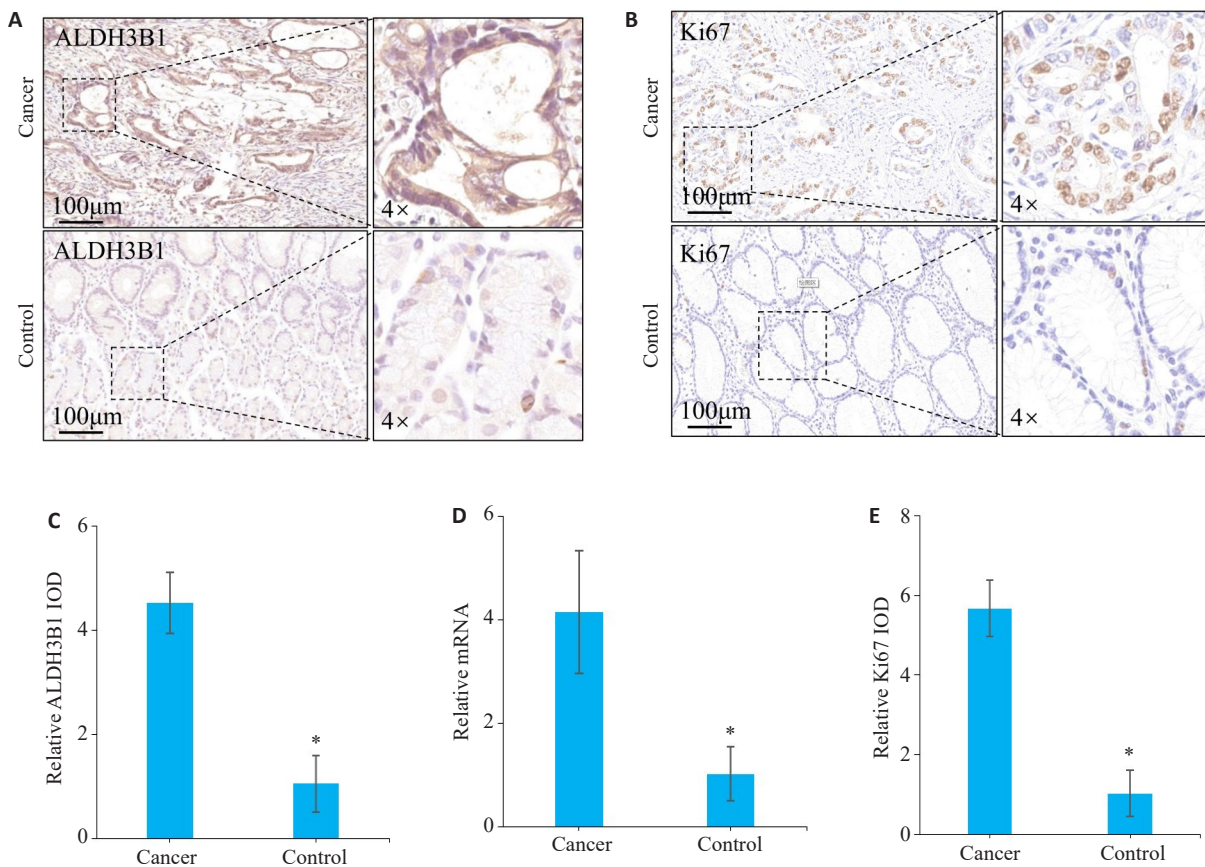 A
Cancer
ALDH3B1
100μm
4×
Control
ALDH3B1
100μm
4×
B
Cancer
Ki67
100μm
4×
Control
Ki67
100μm
4×
C
Relative ALDH3B1 IOD
6
4
2
0
*
Cancer
Control
D
Relative mRNA
6
4
2
0
*
Cancer
Control
E
Relative Ki67 IOD
8
6
4
2
0
*
Cancer
Control